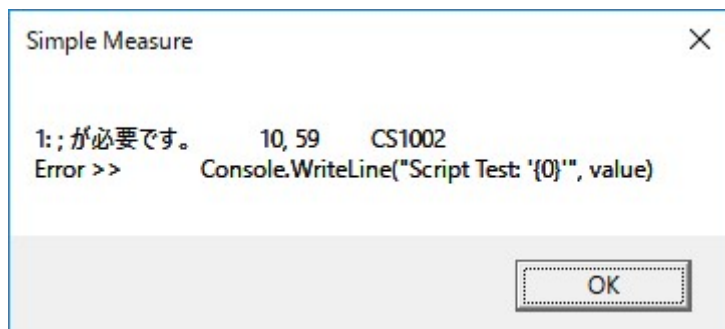 Simple Measure
1: ; が必要です。 10, 59 CS1002
Error >> Console.WriteLine("Script Test: '{0}'", value)
OK